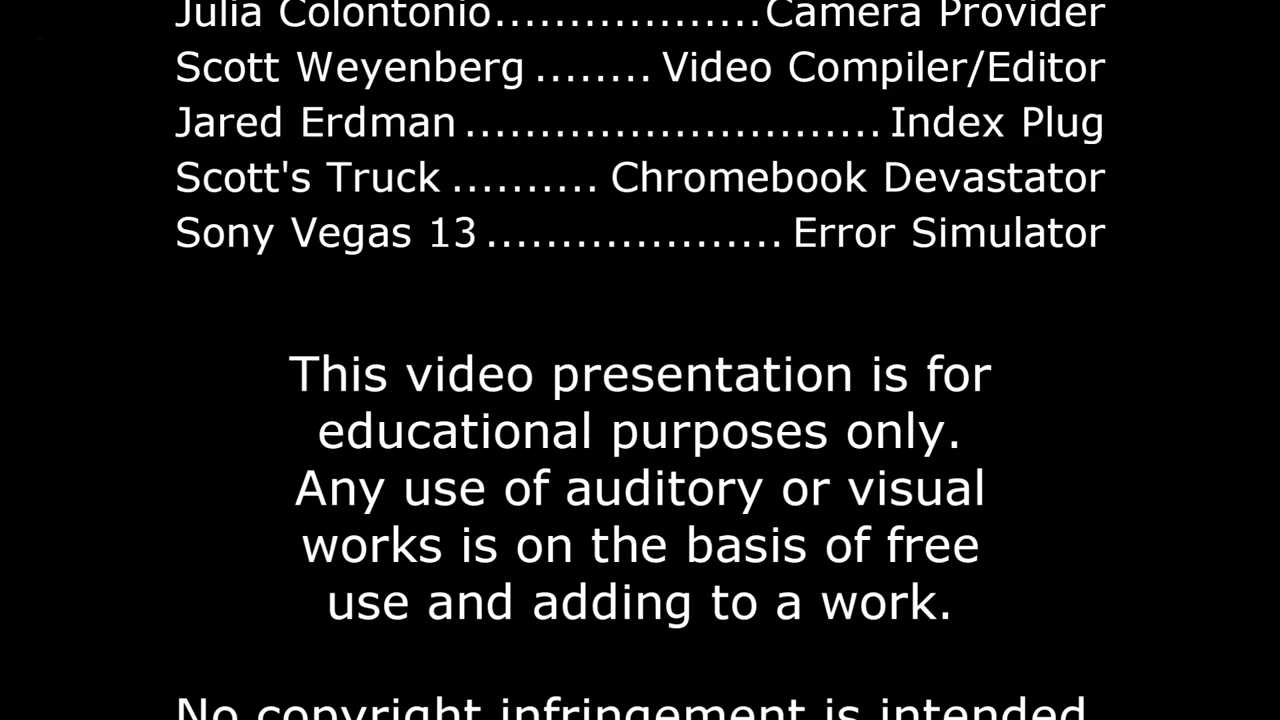 Julia Colontonio..................Camera Provider
Scott Weyenberg ........ Video Compiler/Editor
Jared Erdman ............................ Index Plug
Scott's Truck .......... Chromebook Devastator
Sony Vegas 13 .................... Error Simulator
This video presentation is for
educational purposes only.
Any use of auditory or visual
works is on the basis of free
use and adding to a work.
No copyright infringement is intended